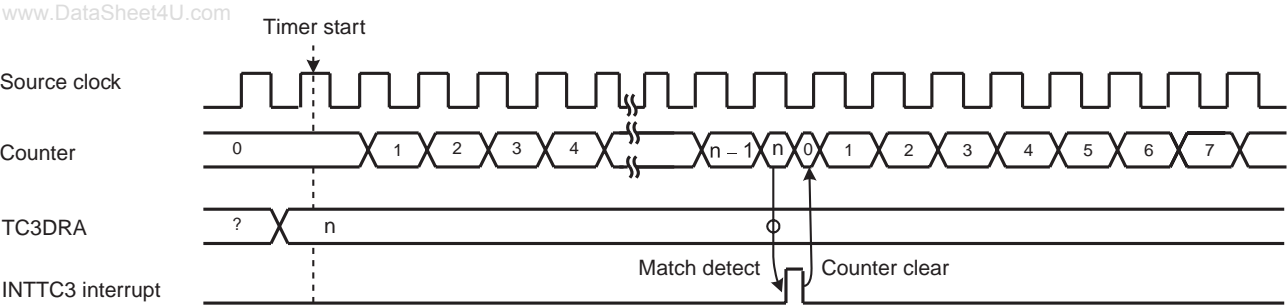 www.DataSheet4U.com
Timer start
Source clock
Counter
0 1 2 3 4 n – 1 n 0 1 2 3 4 5 6 7
TC3DRA
? n
Match detect Counter clear
INTTC3 interrupt